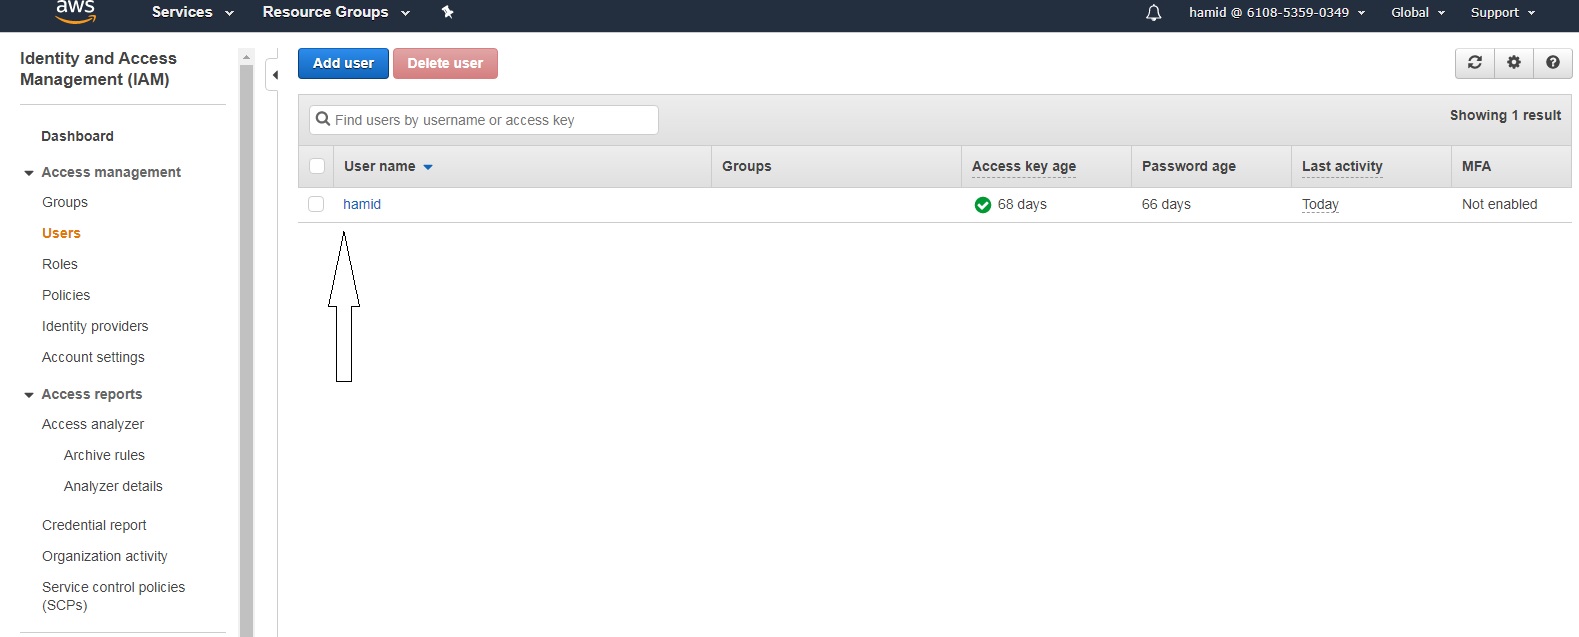 aws
Services
Resource Groups
hamid @ 6108-5359-0349
Global
Support
Identity and Access
Management (IAM)
Dashboard
Access management
Groups
Users
Roles
Policies
Identity providers
Account settings
Access reports
Access analyzer
Archive rules
Analyzer details
Credential report
Organization activity
Service control policies
(SCPs)
Add user
Delete user
Find users by username or access key
Showing 1 result
User name
Groups
Access key age
Password age
Last activity
MFA
hamid
68 days
66 days
Today
Not enabled